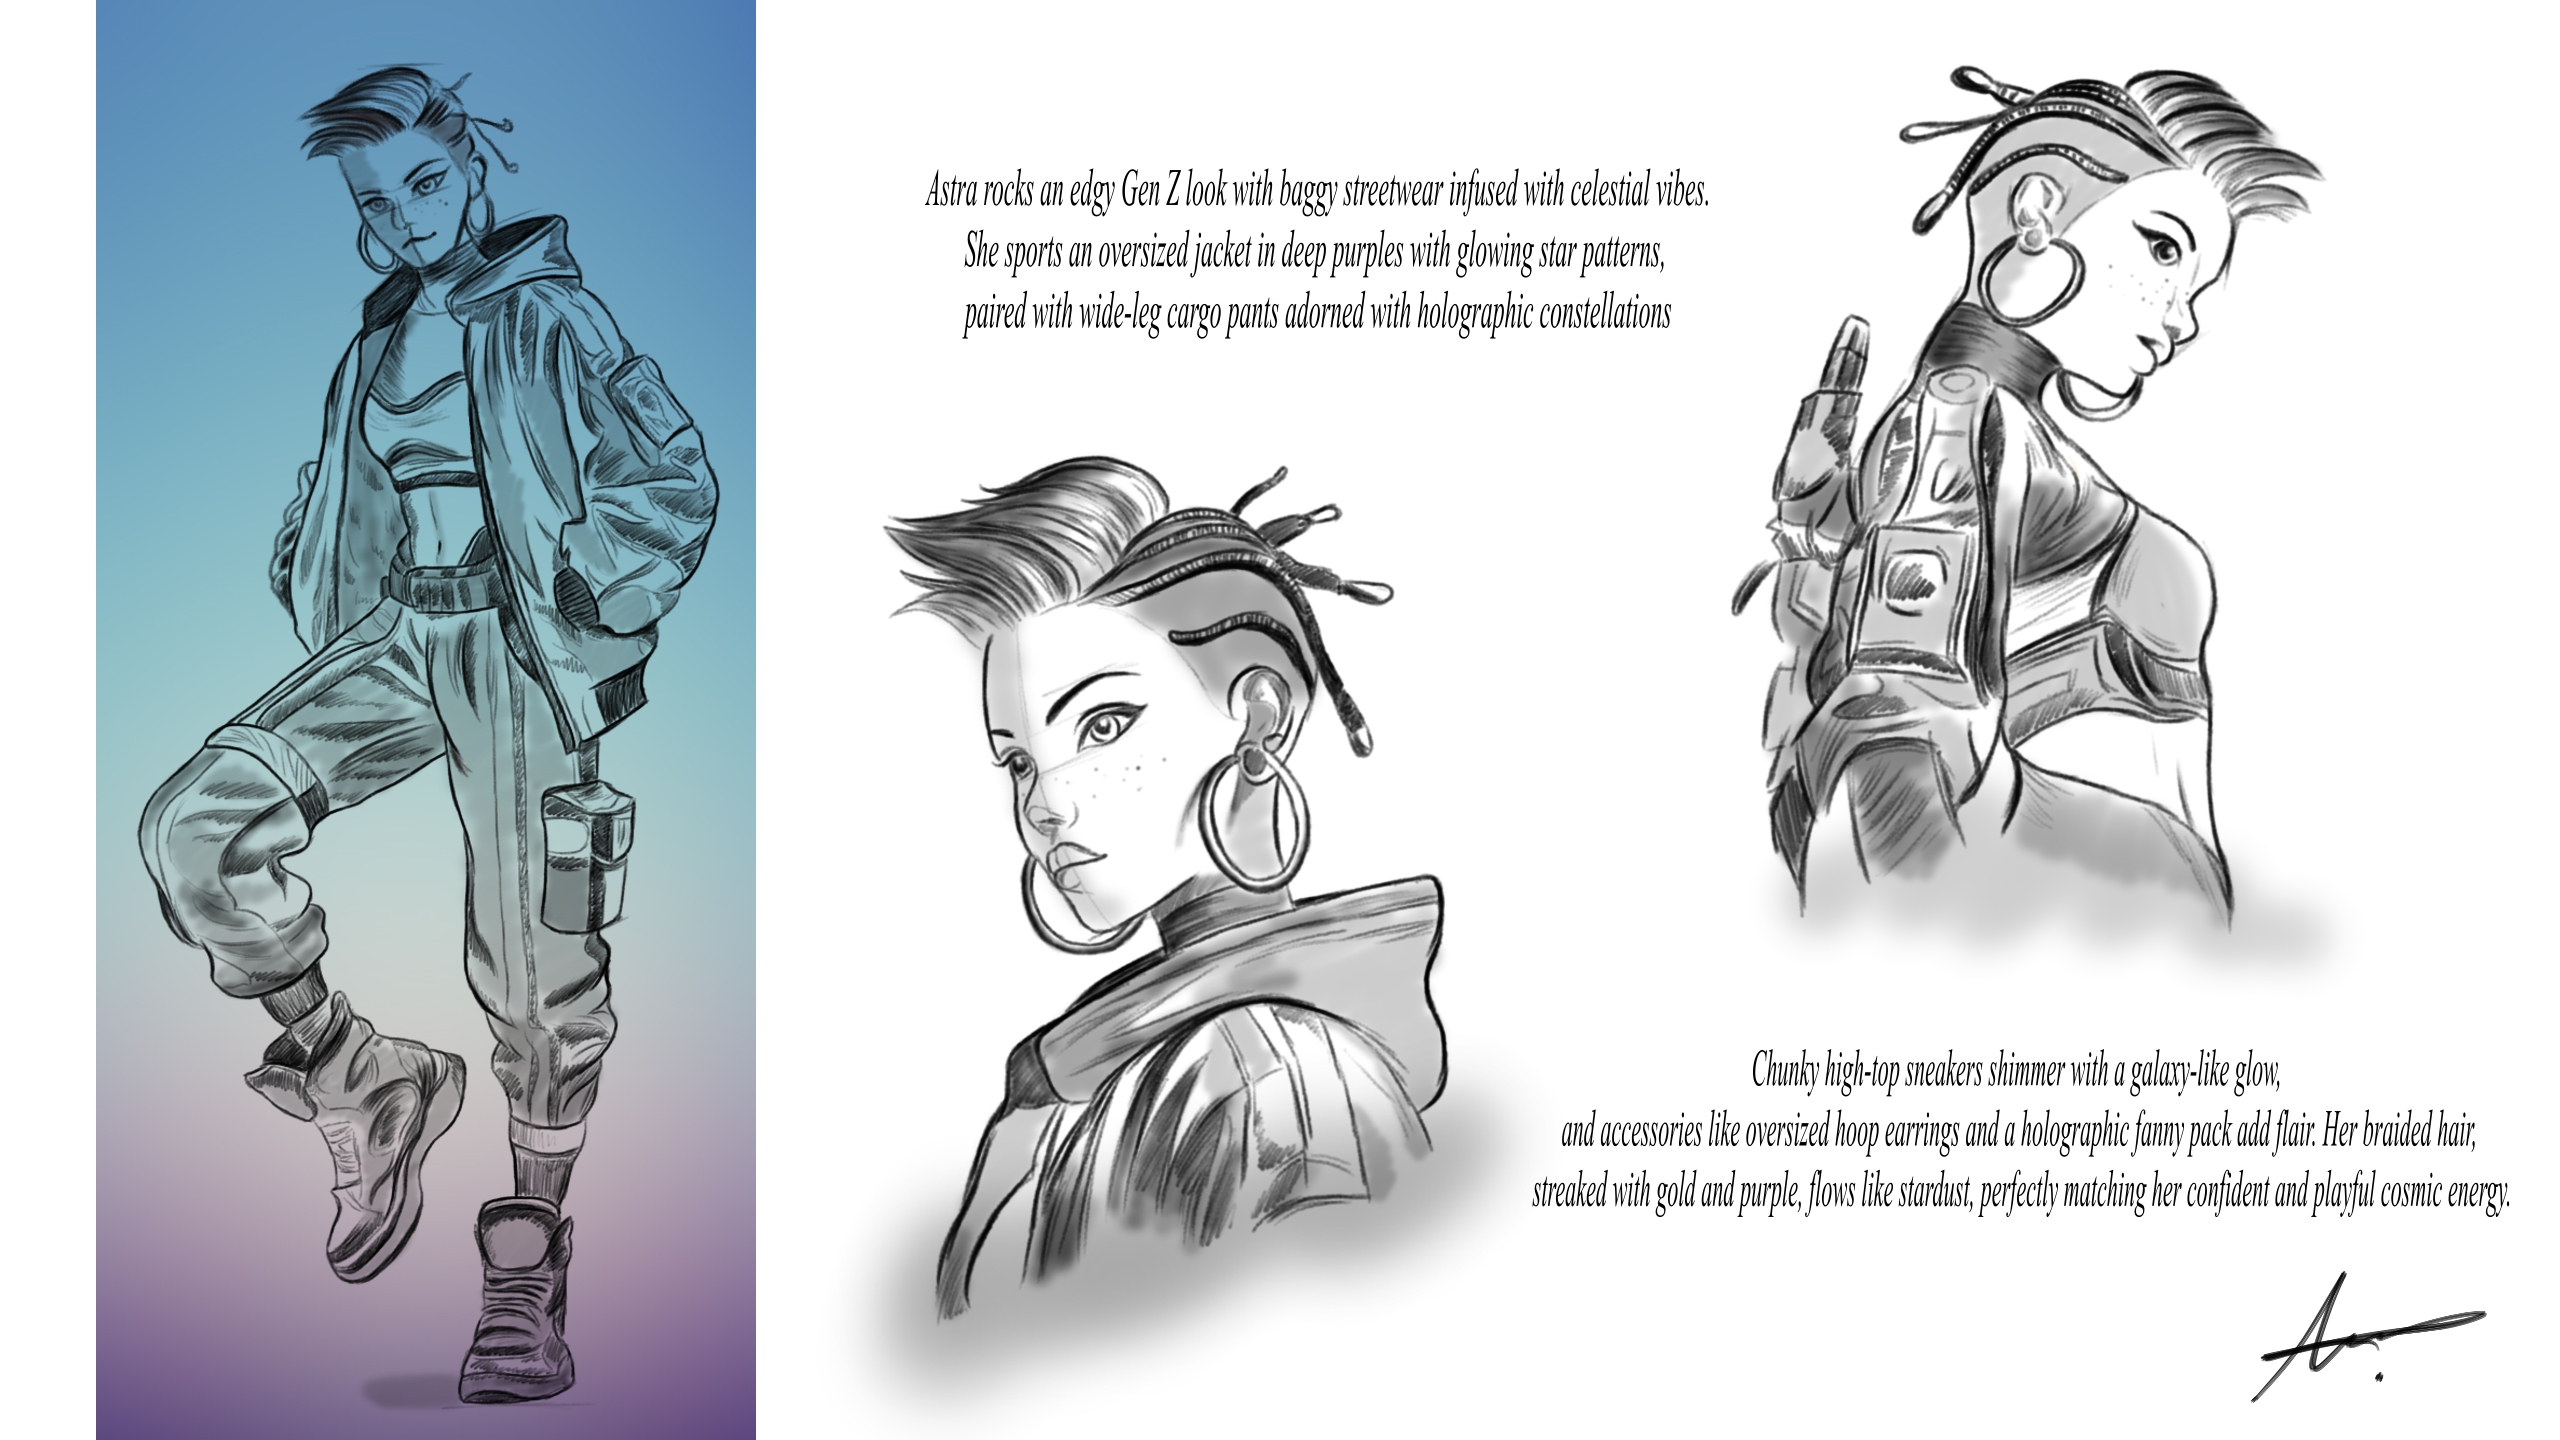 Astra rocks an edgy Gen Z look with baggy streetwear infused with celestial vibes.
She sports an oversized jacket in deep purples with glowing star patterns,
paired with wide-leg cargo pants adorned with holographic constellations
Chunky high-top sneakers shimmer with a galaxy-like glow,
and accessories like oversized hoop earrings and a holographic fanny pack add flair. Her braided hair,
streaked with gold and purple, flows like stardust, perfectly matching her confident and playful cosmic energy.